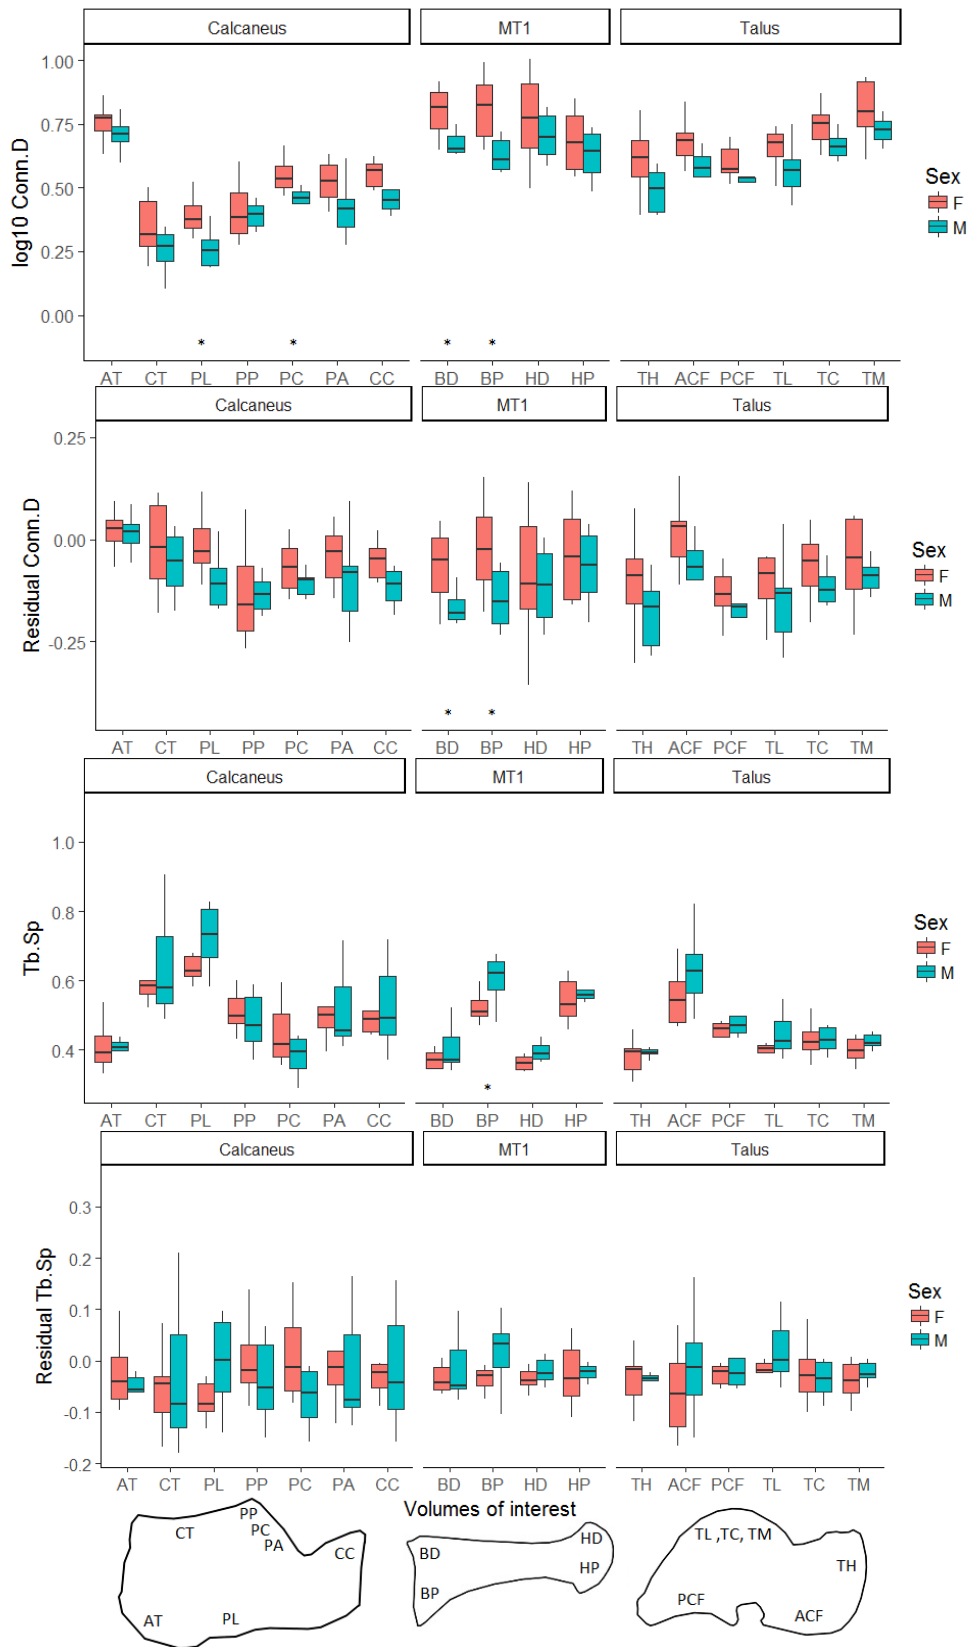 Calcaneus MT1 Talus
log10 Conn.D
1.00
0.75
0.50
0.25
0.00
* * * *
AT CT PL PP PC PA CC BD BP HD HP TH ACF PCF TL TC TM
Sex
F
M
Calcaneus MT1 Talus
Residual Conn.D
0.25
0.00
-0.25
* *
AT CT PL PP PC PA CC BD BP HD HP TH ACF PCF TL TC TM
Sex
F
M
Calcaneus MT1 Talus
Tb.Sp
1.0
0.8
0.6
0.4
*
AT CT PL PP PC PA CC BD BP HD HP TH ACF PCF TL TC TM
Sex
F
M
Calcaneus MT1 Talus
Residual Tb.Sp
0.3
0.2
0.1
0.0
-0.1
-0.2
AT CT PL PP PC PA CC BD BP HD HP TH ACF PCF TL TC TM
Sex
F
M
Volumes of interest
CT PP
PC
PA
CC
AT PL
BD HD
HP
BP
TL ,TC, TM
TH
PCF
ACF